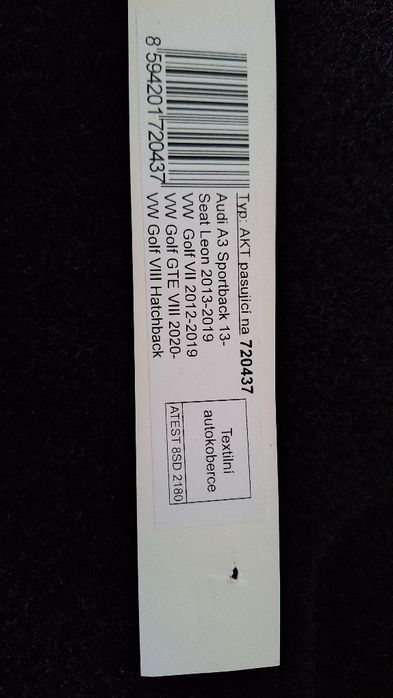 8 594201 720437
Typ: AKT pasující na 720437
Audi A3 Sportback 13-
Seat Leon 2013-2019
VW Golf VII 2012-2019
VW Golf GTE VIII 2020-
VW Golf VIII Hatchback
Textilní
autokoberce
ATEST 8SD 2180